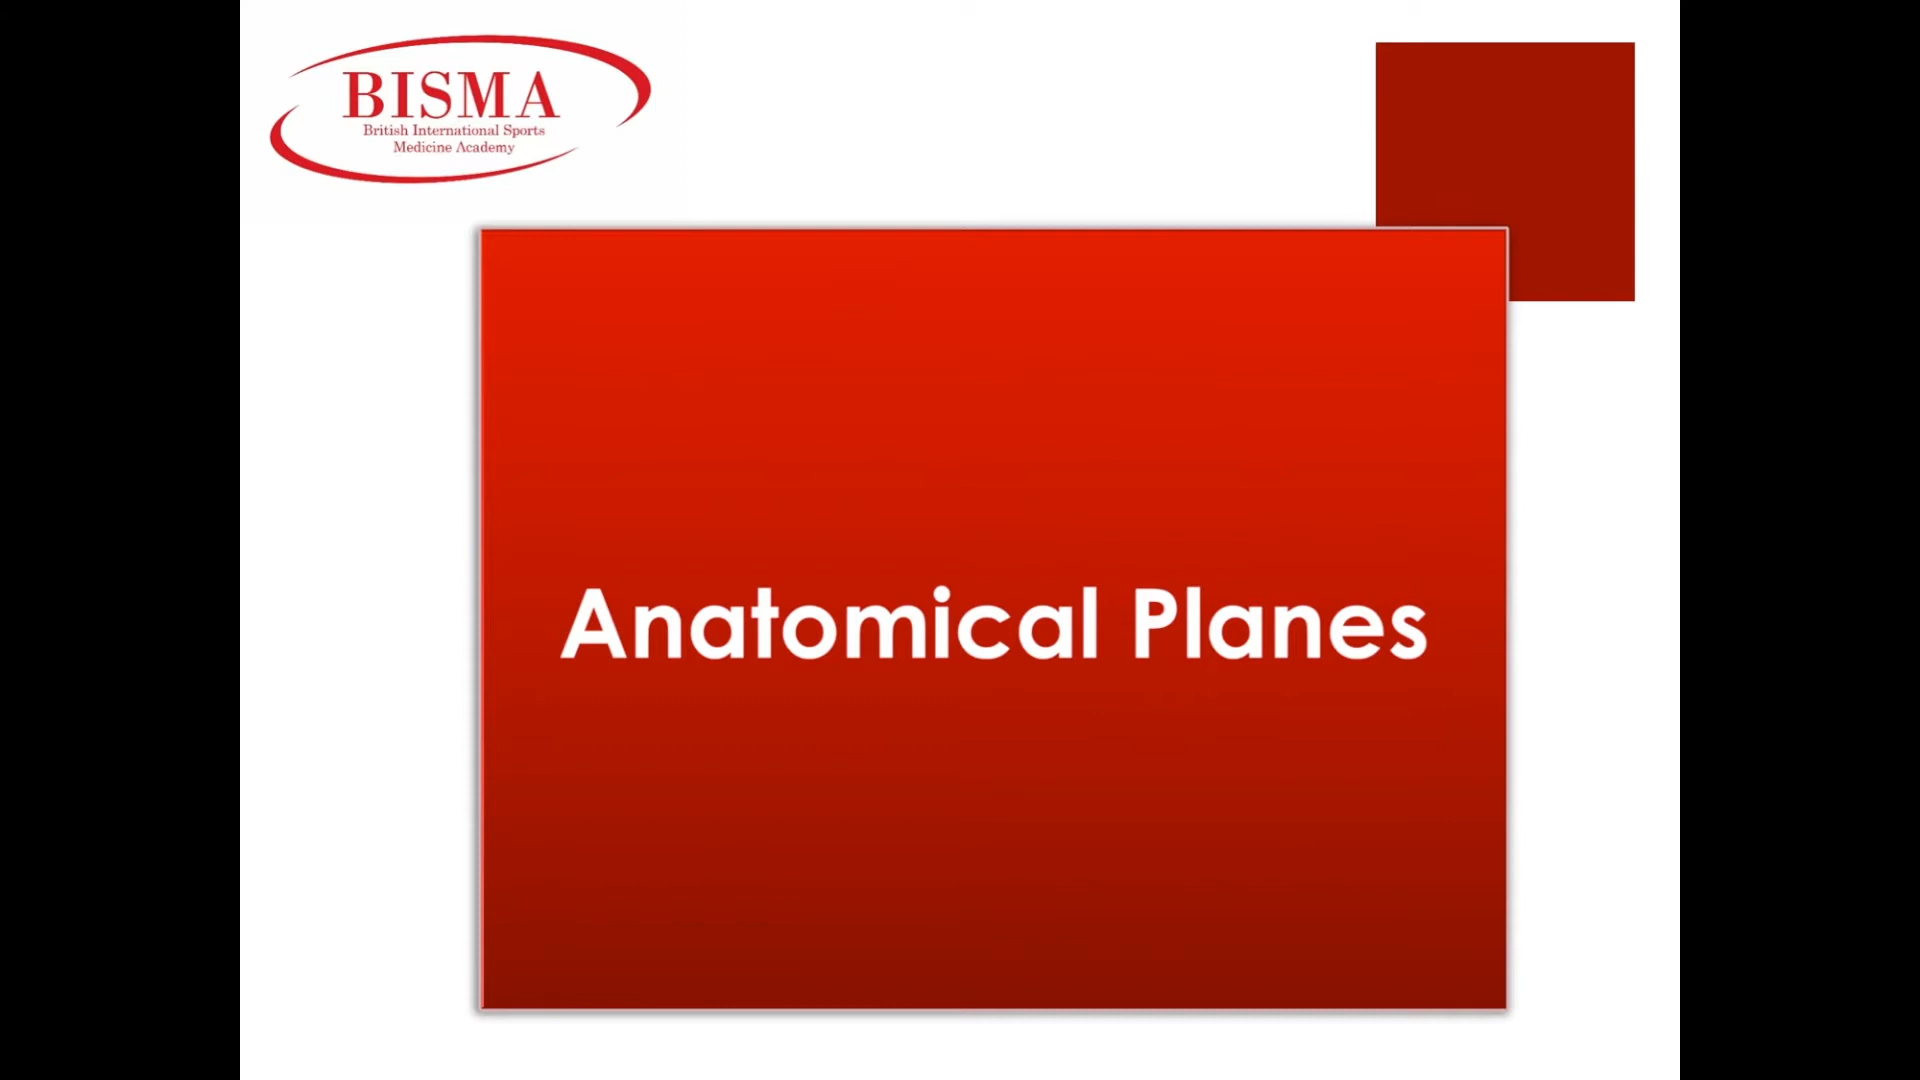 BISMA
British International Sports
Medicine Academy
Anatomical Planes